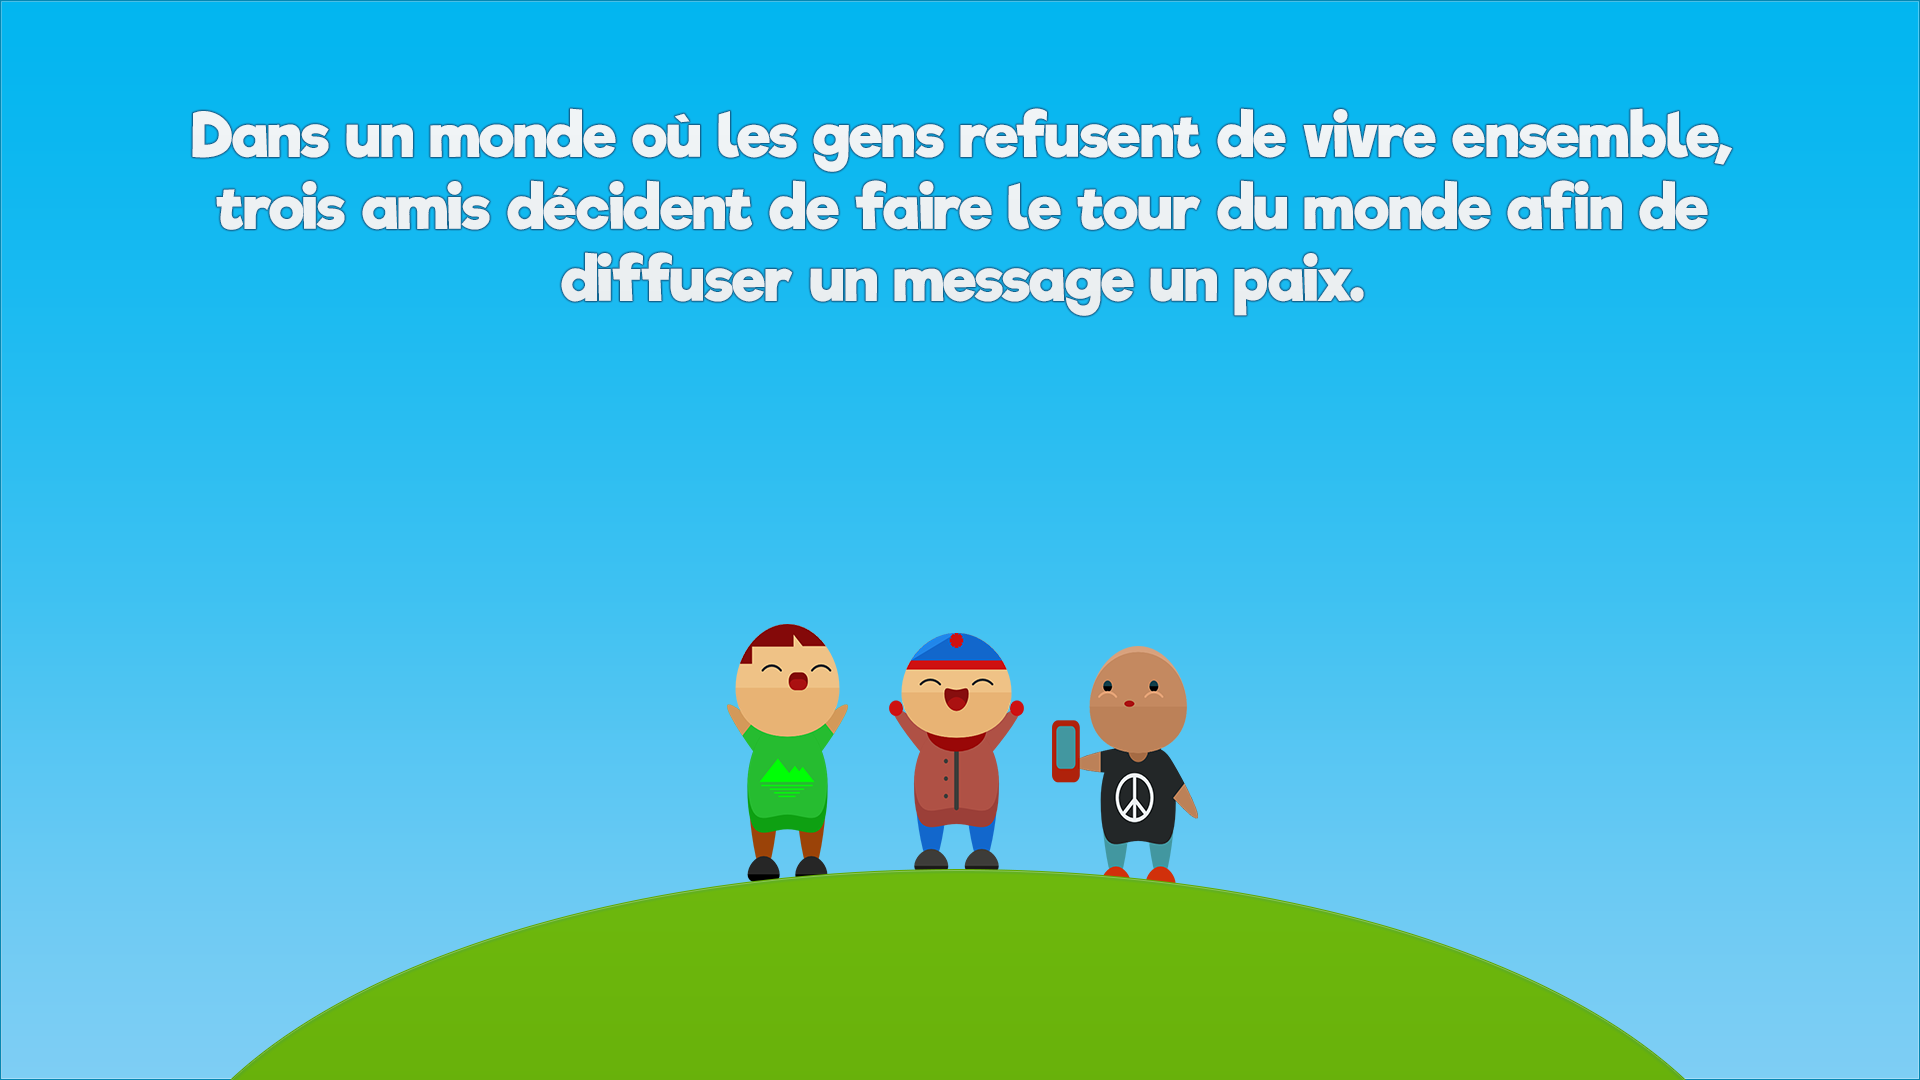 Dans un monde où les gens refusent de vivre ensemble,
trois amis décident de faire le tour du monde afin de
diffuser un message un paix.